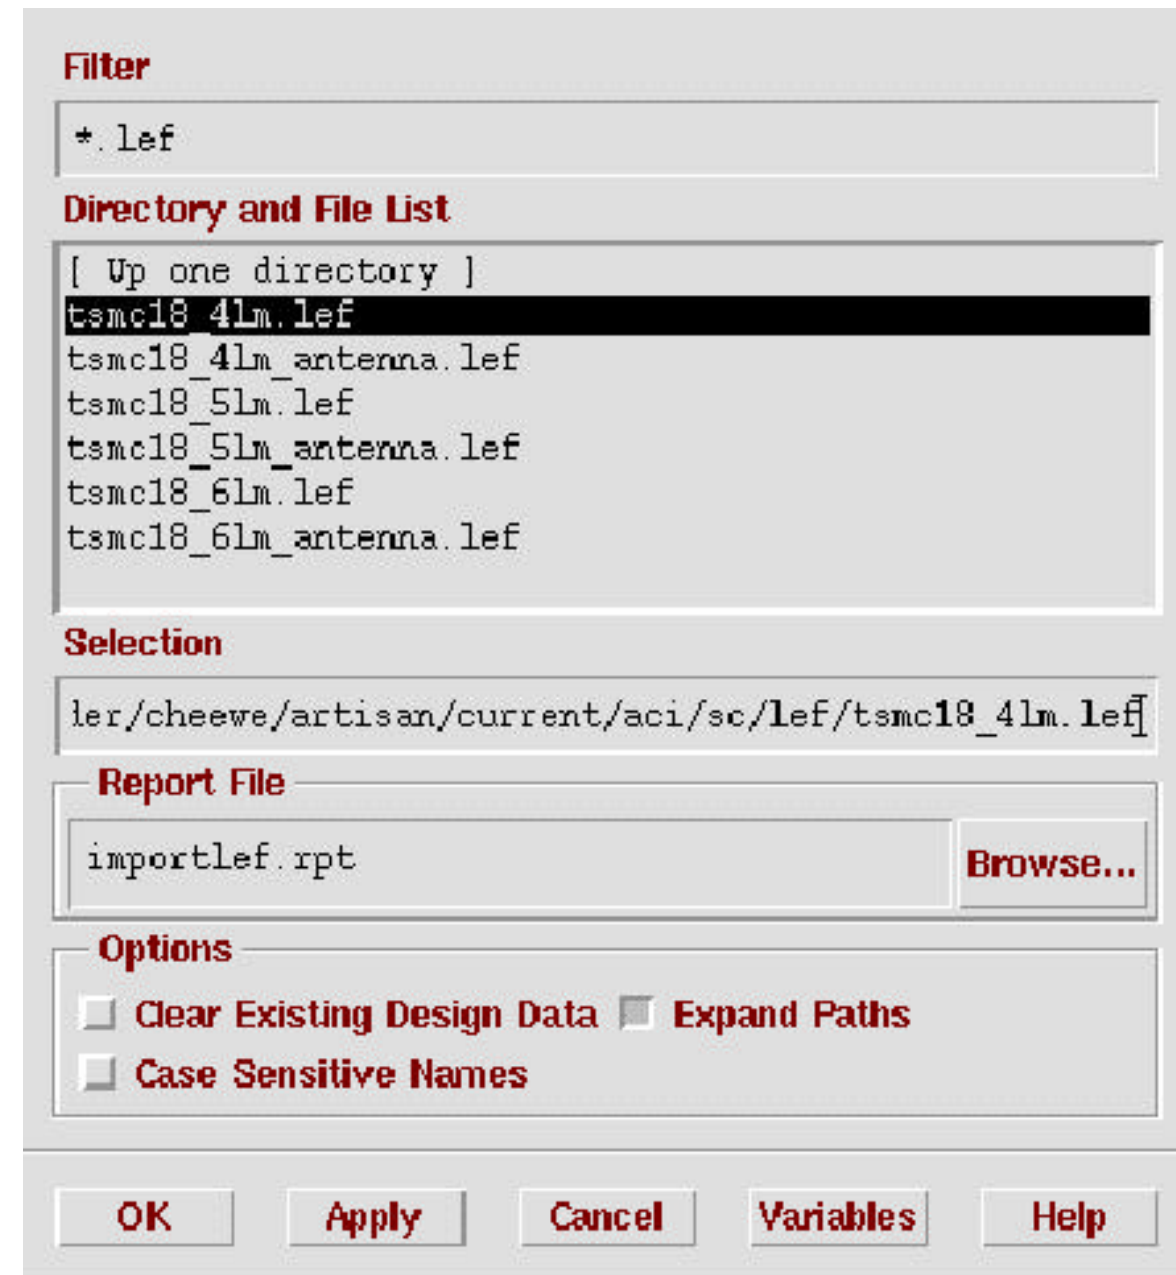 Filter
*.lef
Directory and File List
[ Up one directory ]
tsmc18_4lm.lef
tsmc18_4lm_antenna.lef
tsmc18_5lm.lef
tsmc18_5lm_antenna.lef
tsmc18_6lm.lef
tsmc18_6lm_antenna.lef
Selection
ler/cheewe/artisan/current/aci/sc/lef/tsmc18_4lm.lef
Report File
importlef.rpt
Browse...
Options
Clear Existing Design Data Expand Paths
Case Sensitive Names
OK Apply Cancel Variables Help